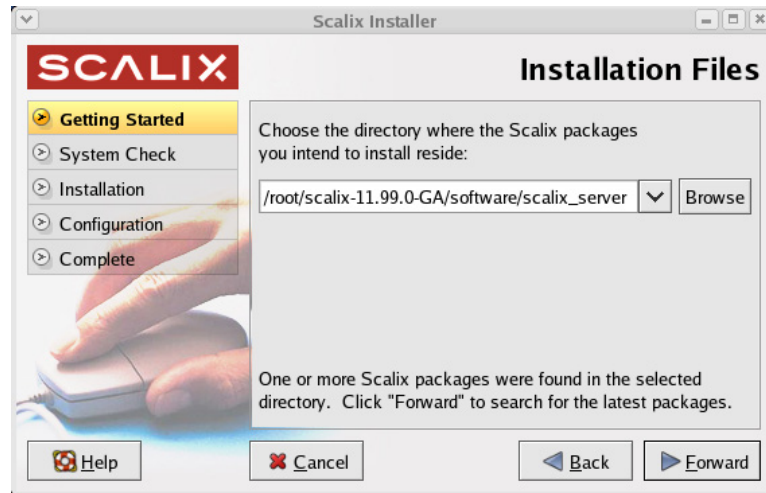 Scalix Installer
SCALIX
Installation Files
Getting Started
System Check
Installation
Configuration
Complete
Choose the directory where the Scalix packages
you intend to install reside:
/root/scalix-11.99.0-GA/software/scalix_server
Browse
One or more Scalix packages were found in the selected
directory. Click "Forward" to search for the latest packages.
Help
Cancel
Back
Forward